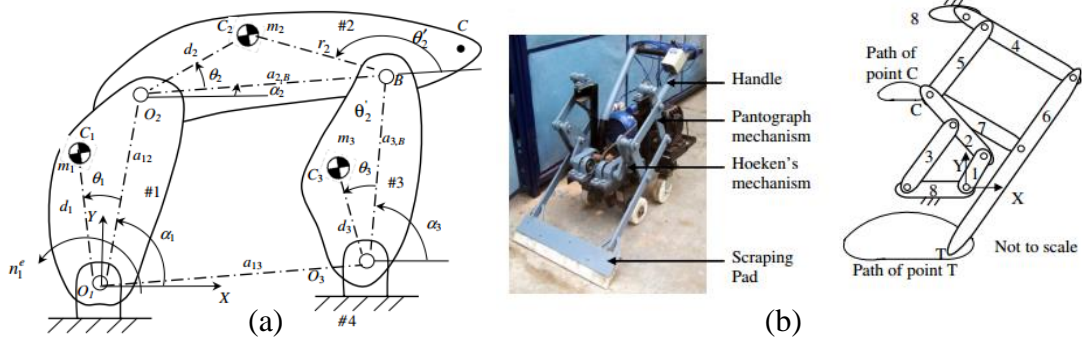 C₂
m₂
#2
C
d₂
r₂
θ′₂
θ₂
a₂,B
B
α₂
O₂
C₁
m₁
a₁₂
θ′₂
m₃
a₃,B
θ₁
#1
C₃
θ₃
#3
d₁
Y
α₁
d₃
α₃
n₁ᵉ
a₁₃
O₃
O₁
X
#4
(a)
Handle
Pantograph
mechanism
Hoeken's
mechanism
Scraping
Pad
(b)
8
4
Path of
point C
5
C
6
7
2
3
Y
1
8
X
T
Not to scale
Path of point T